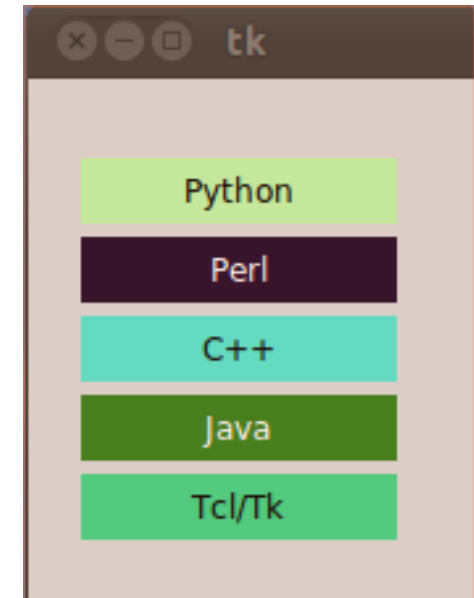 tk
Python
Perl
C++
Java
Tcl/Tk